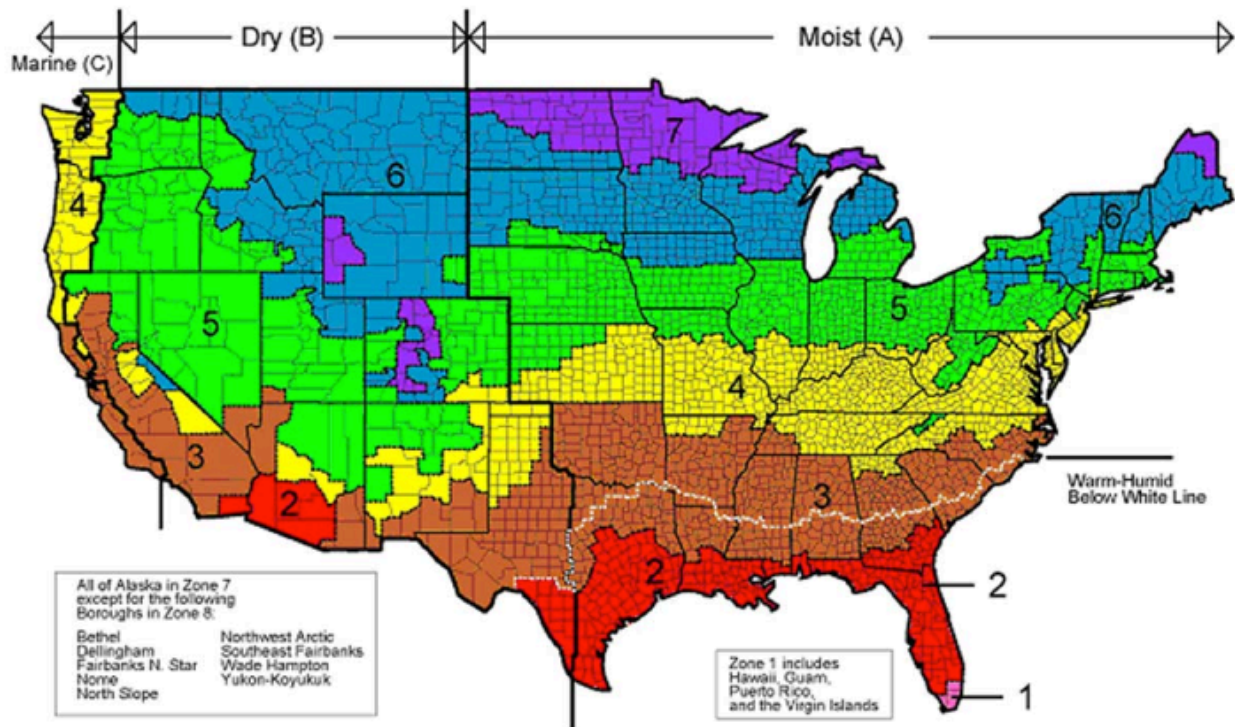 Marine (C)
Dry (B)
Moist (A)
7
6
4
6
5
5
4
3
3
2
2
2
1
Warm-Humid
Below White Line
All of Alaska in Zone 7
except for the following
Boroughs in Zone 8:
Bethel Northwest Arctic
Dellingham Southeast Fairbanks
Fairbanks N. Star Wade Hampton
Nome Yukon-Koyukuk
North Slope
Zone 1 includes
Hawaii, Guam,
Puerto Rico,
and the Virgin Islands